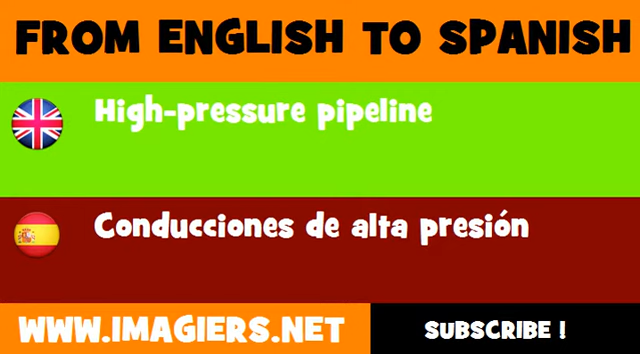 FROM ENGLISH TO SPANISH
High-pressure pipeline
Conducciones de alta presión
WWW.IMAGIERS.NET
SUBSCRIBE !